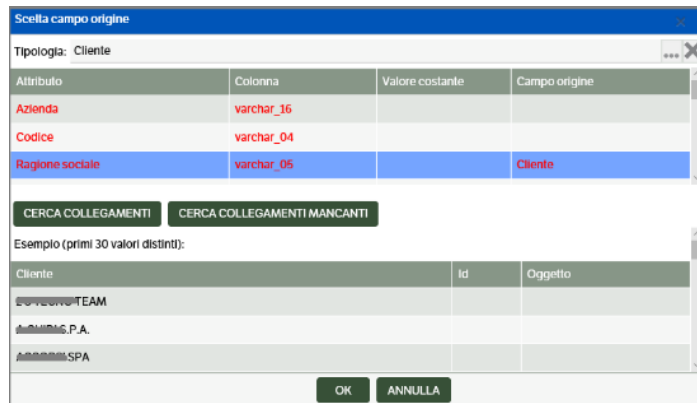 Scelta campo origine
Tipologia: Cliente ...
Attributo Colonna Valore costante Campo origine
Azienda varchar_16
Codice varchar_04
Ragione sociale varchar_05 Cliente
CERCA COLLEGAMENTI CERCA COLLEGAMENTI MANCANTI
Esempio (primi 30 valori distinti):
Cliente Id Oggetto
TEAM
S.P.A.
SPA
OK ANNULLA